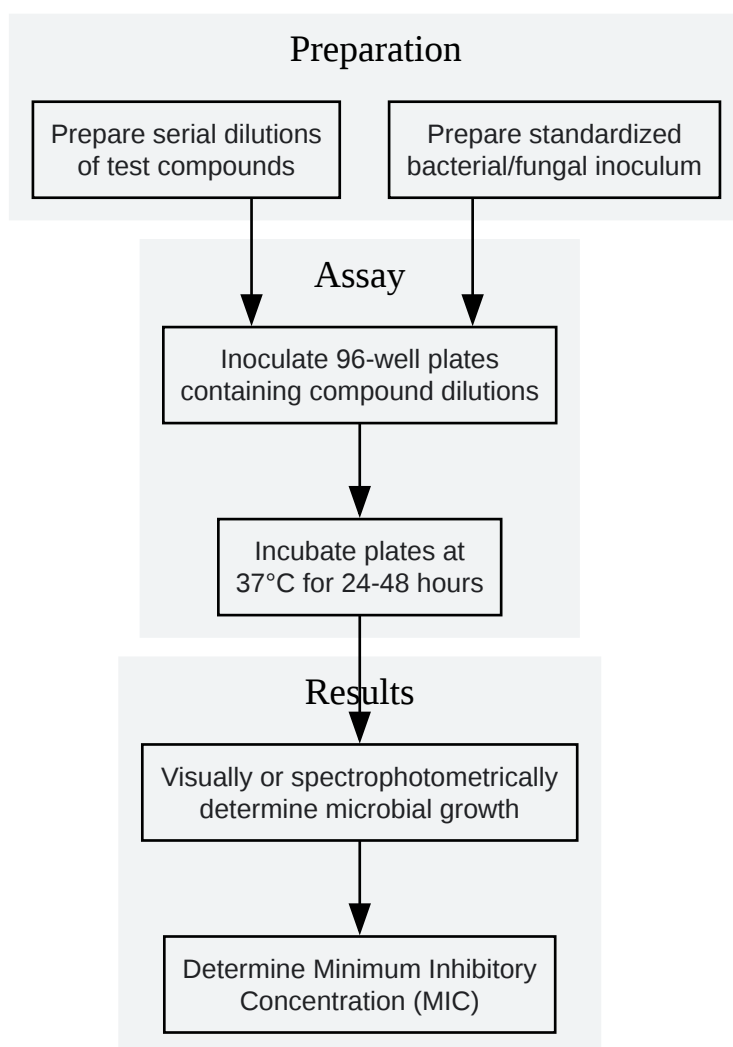 Preparation
Prepare serial dilutions
of test compounds
Prepare standardized
bacterial/fungal inoculum
Assay
Inoculate 96-well plates
containing compound dilutions
Incubate plates at
37°C for 24-48 hours
Results
Visually or spectrophotometrically
determine microbial growth
Determine Minimum Inhibitory
Concentration (MIC)